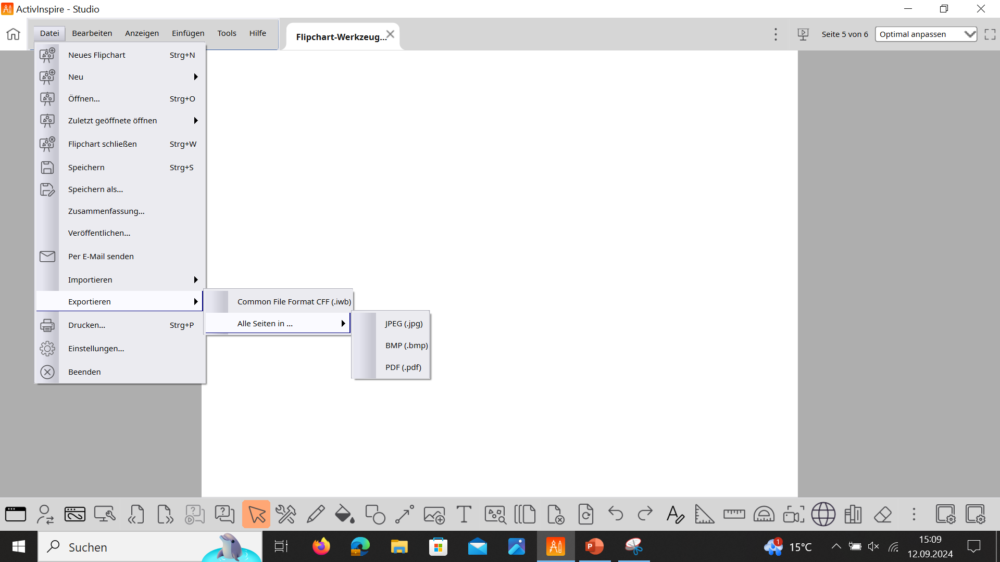 ActivInspire - Studio
Datei Bearbeiten Anzeigen Einfügen Tools Hilfe
Flipchart-Werkzeug...
Seite 5 von 6
Optimal anpassen
Neues Flipchart Strg+N
Neu
Öffnen... Strg+O
Zuletzt geöffnete öffnen
Flipchart schließen Strg+W
Speichern Strg+S
Speichern als...
Zusammenfassung...
Veröffentlichen...
Per E-Mail senden
Importieren
Exportieren
Common File Format CFF (.iwb)
Alle Seiten in ...
JPEG (.jpg)
BMP (.bmp)
PDF (.pdf)
Drucken... Strg+P
Einstellungen...
Beenden
Suchen
1
15°C
15:09
12.09.2024